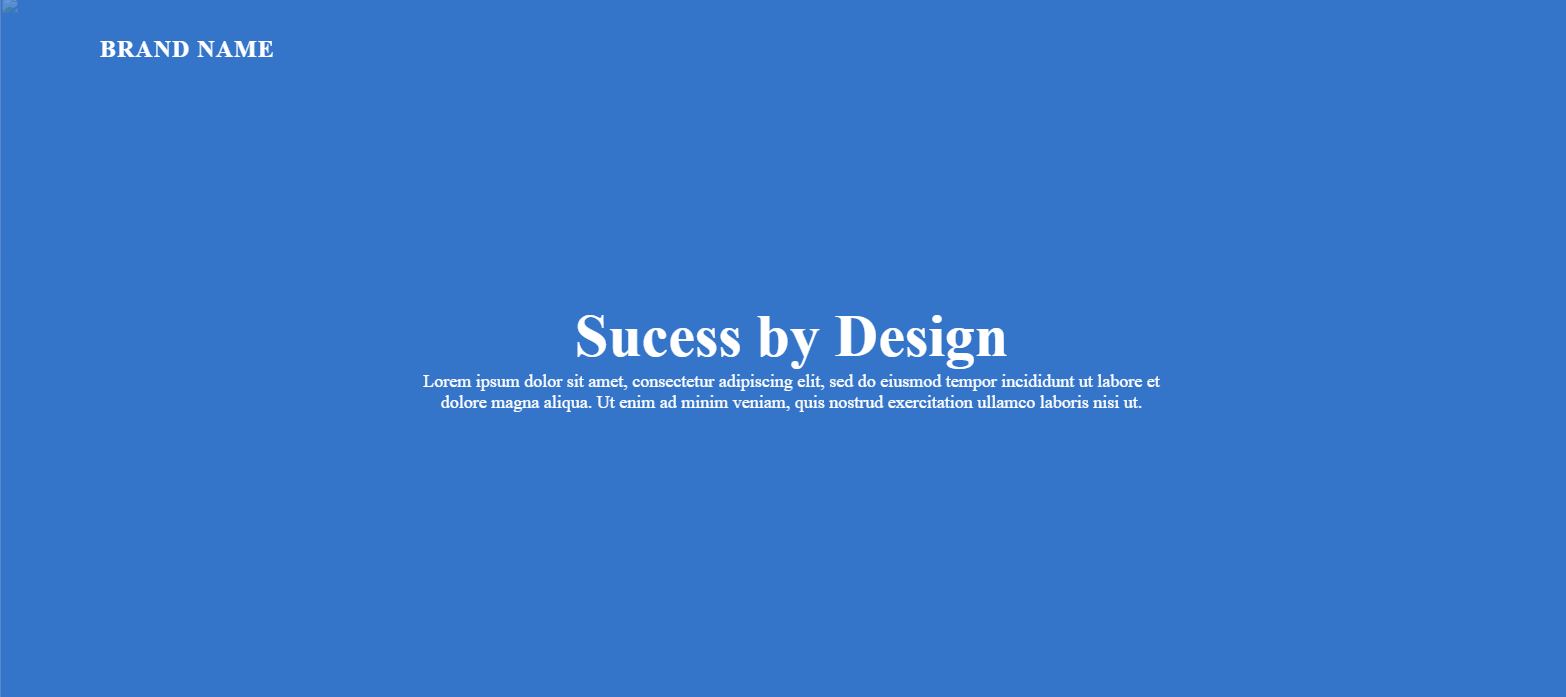 BRAND NAME
Sucess by Design
Lorem ipsum dolor sit amet, consectetur adipiscing elit, sed do eiusmod tempor incididunt ut labore et
dolore magna aliqua. Ut enim ad minim veniam, quis nostrud exercitation ullamco laboris nisi ut.